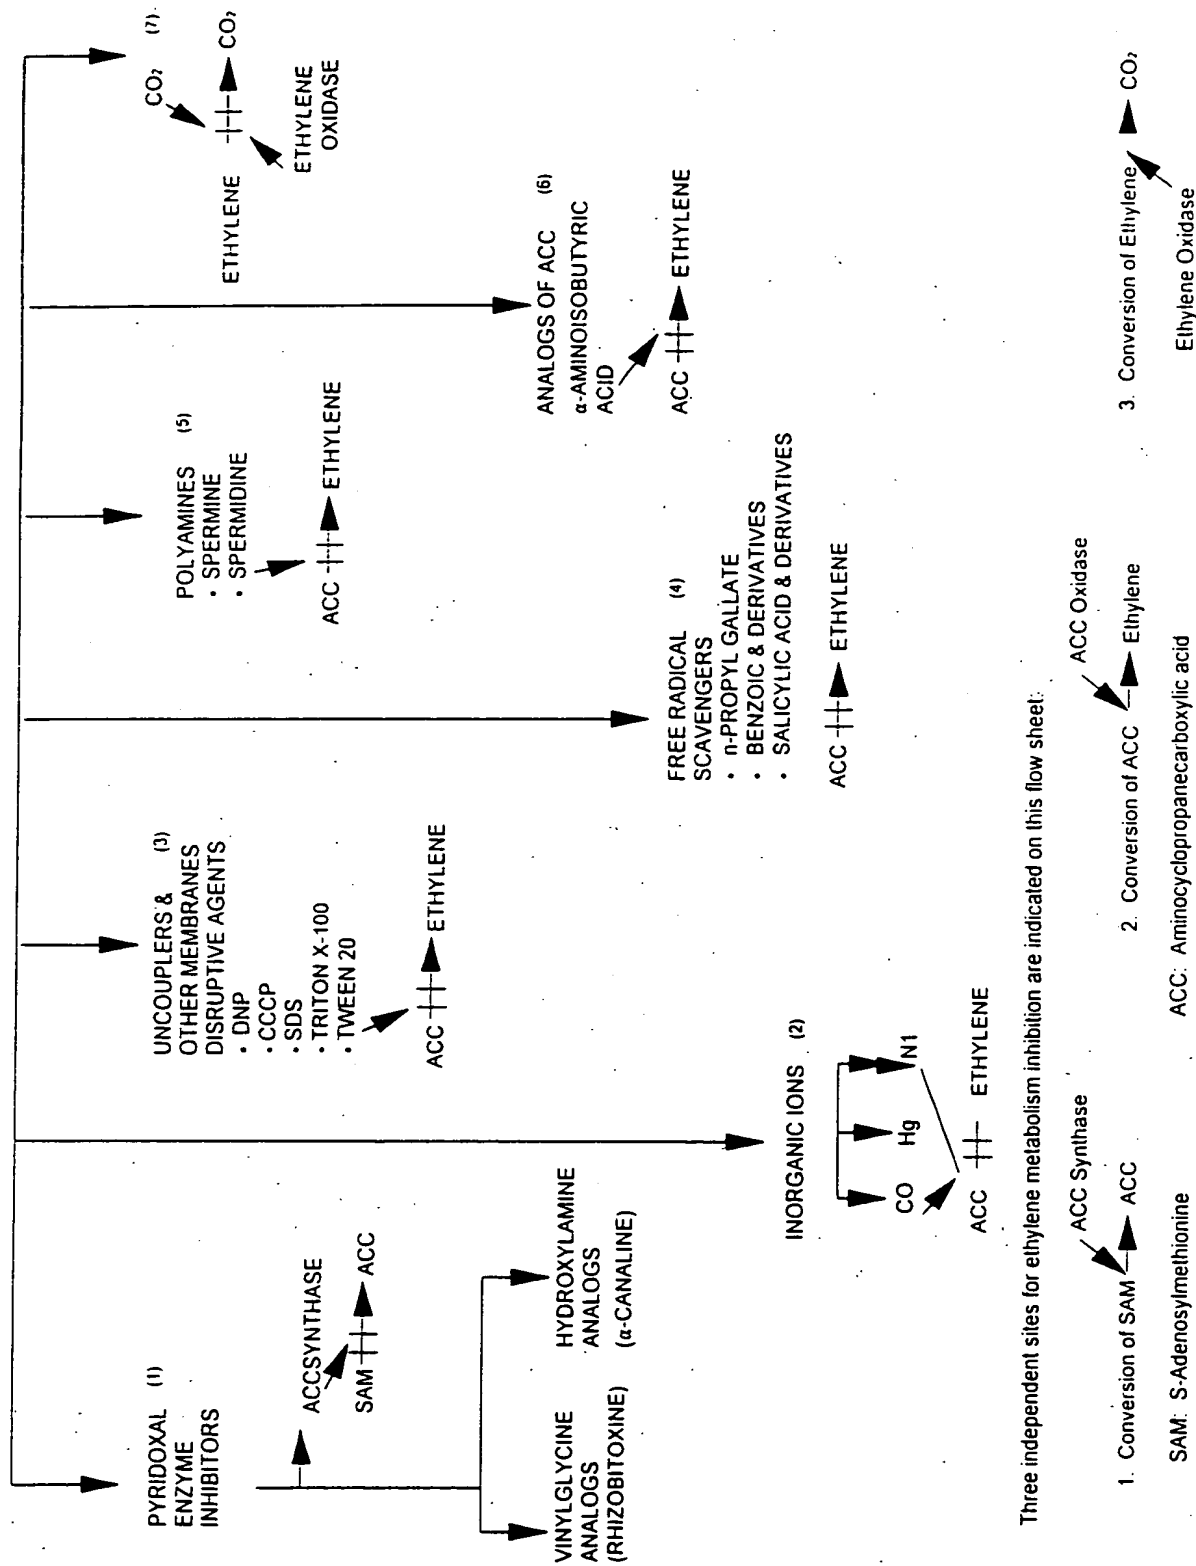 PYRIDOXAL (1)
ENZYME
INHIBITORS
ACCSYNTHASE
SAM ACC
VINYLGLYCINE
ANALOGS
(RHIZOBITOXINE)
HYDROXYLAMINE
ANALOGS
(α-CANALINE)
INORGANIC IONS (2)
CO Hg N1
ACC ETHYLENE
UNCOUPLERS & (3)
OTHER MEMBRANES
DISRUPTIVE AGENTS
• DNP
• CCCP
• SDS
• TRITON X-100
• TWEEN 20
ACC ETHYLENE
FREE RADICAL (4)
SCAVENGERS
• n-PROPYL GALLATE
• BENZOIC & DERIVATIVES
• SALICYLIC ACID & DERIVATIVES
ACC ETHYLENE
POLYAMINES (5)
• SPERMINE
• SPERMIDINE
ACC ETHYLENE
ANALOGS OF ACC (6)
α-AMINOISOBUTYRIC
ACID
ACC ETHYLENE
(7)
CO₂
ETHYLENE CO₂
ETHYLENE
OXIDASE
Three independent sites for ethylene metabolism inhibition are indicated on this flow sheet:
ACC Synthase
1. Conversion of SAM ACC
ACC Oxidase
2. Conversion of ACC Ethylene
3. Conversion of Ethylene CO₂
Ethylene Oxidase
SAM: S-Adenosylmethionine
ACC: Aminocyclopropanecarboxylic acid